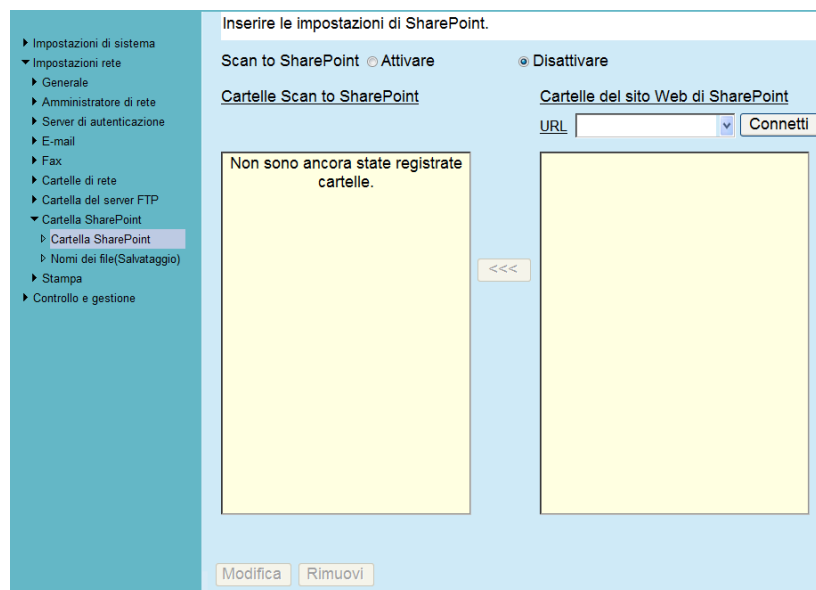 Impostazioni di sistema
Impostazioni rete
Generale
Amministratore di rete
Server di autenticazione
E-mail
Fax
Cartelle di rete
Cartella del server FTP
Cartella SharePoint
Cartella SharePoint
Nomi dei file(Salvataggio)
Stampa
Controllo e gestione
Inserire le impostazioni di SharePoint.
Scan to SharePoint Attivare Disattivare
Cartelle Scan to SharePoint
Cartelle del sito Web di SharePoint
URL Connetti
Non sono ancora state registrate
cartelle.
<<<
Modifica Rimuovi